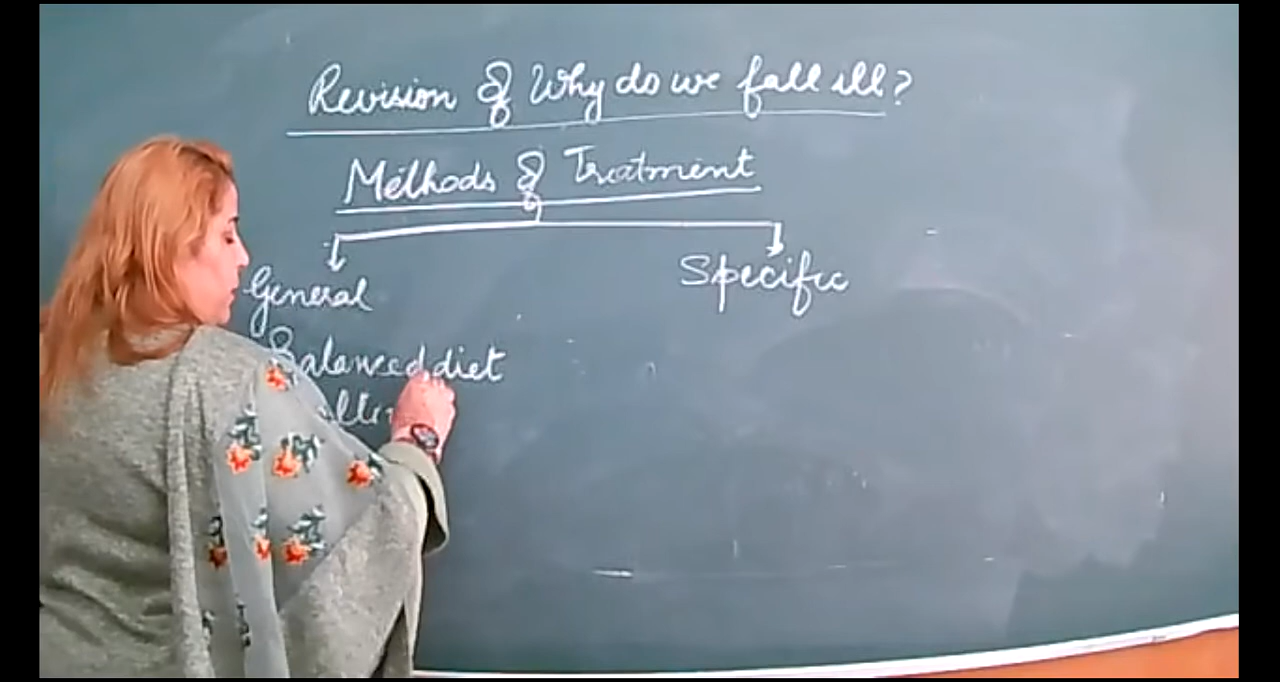 Revision of Why do we fall ill?
Methods of Treatment
General
Specific
Balanced diet